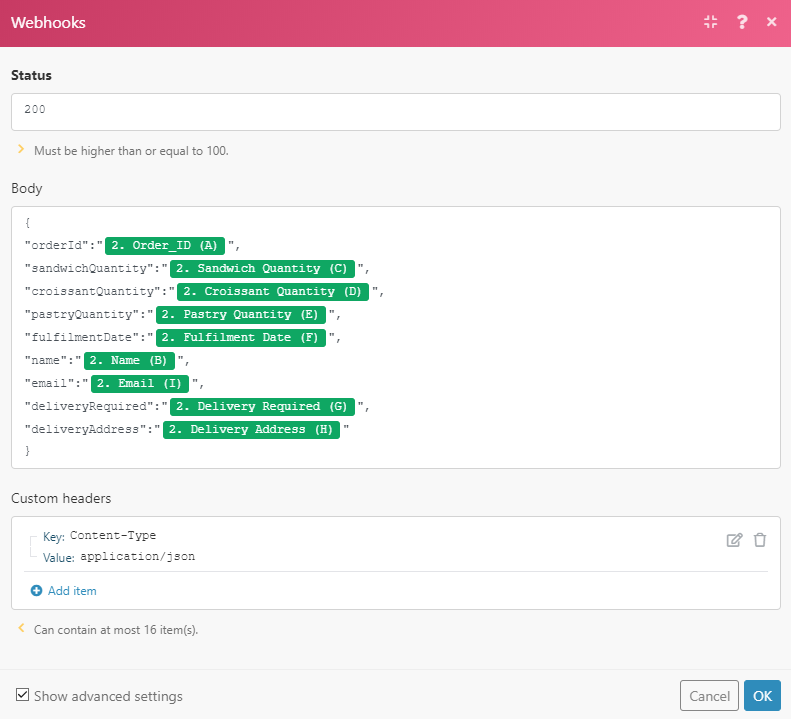 Webhooks
Status
200
Must be higher than or equal to 100.
Body
{
"orderId":" 2. Order_ID (A) ",
"sandwichQuantity":" 2. Sandwich Quantity (C) ",
"croissantQuantity":" 2. Croissant Quantity (D) ",
"pastryQuantity":" 2. Pastry Quantity (E) ",
"fulfilmentDate":" 2. Fulfilment Date (F) ",
"name":" 2. Name (B) ",
"email":" 2. Email (I) ",
"deliveryRequired":" 2. Delivery Required (G) ",
"deliveryAddress":" 2. Delivery Address (H) "
}
Custom headers
Key: Content-Type
Value: application/json
Add item
Can contain at most 16 item(s).
Show advanced settings Cancel OK